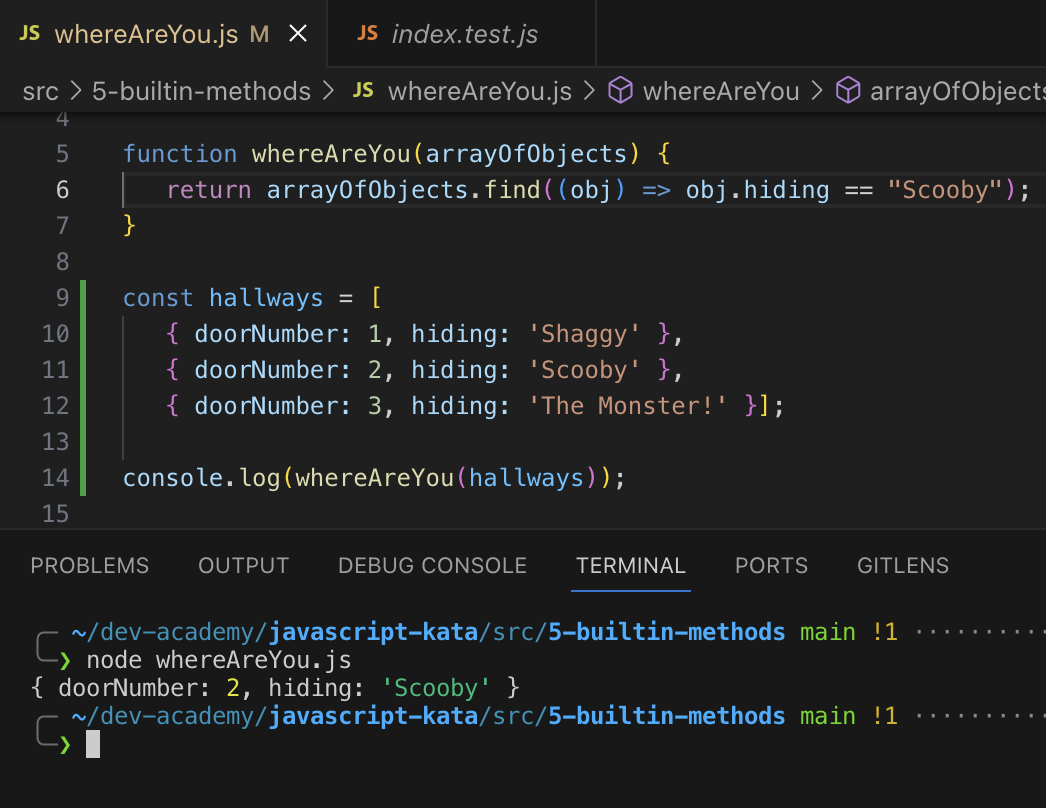 JS whereAreYou.js M × JS index.test.js
src > 5-builtin-methods > JS whereAreYou.js > whereAreYou > arrayOfObjects
4
5 function whereAreYou(arrayOfObjects) {
6 return arrayOfObjects.find((obj) => obj.hiding == "Scooby");
7 }
8
9 const hallways = [
10 { doorNumber: 1, hiding: 'Shaggy' },
11 { doorNumber: 2, hiding: 'Scooby' },
12 { doorNumber: 3, hiding: 'The Monster!' }];
13
14 console.log(whereAreYou(hallways));
15
PROBLEMS OUTPUT DEBUG CONSOLE TERMINAL PORTS GITLENS
~/dev-academy/javascript-kata/src/5-builtin-methods main !1 ··········
❯ node whereAreYou.js
{ doorNumber: 2, hiding: 'Scooby' }
~/dev-academy/javascript-kata/src/5-builtin-methods main !1 ··········
❯